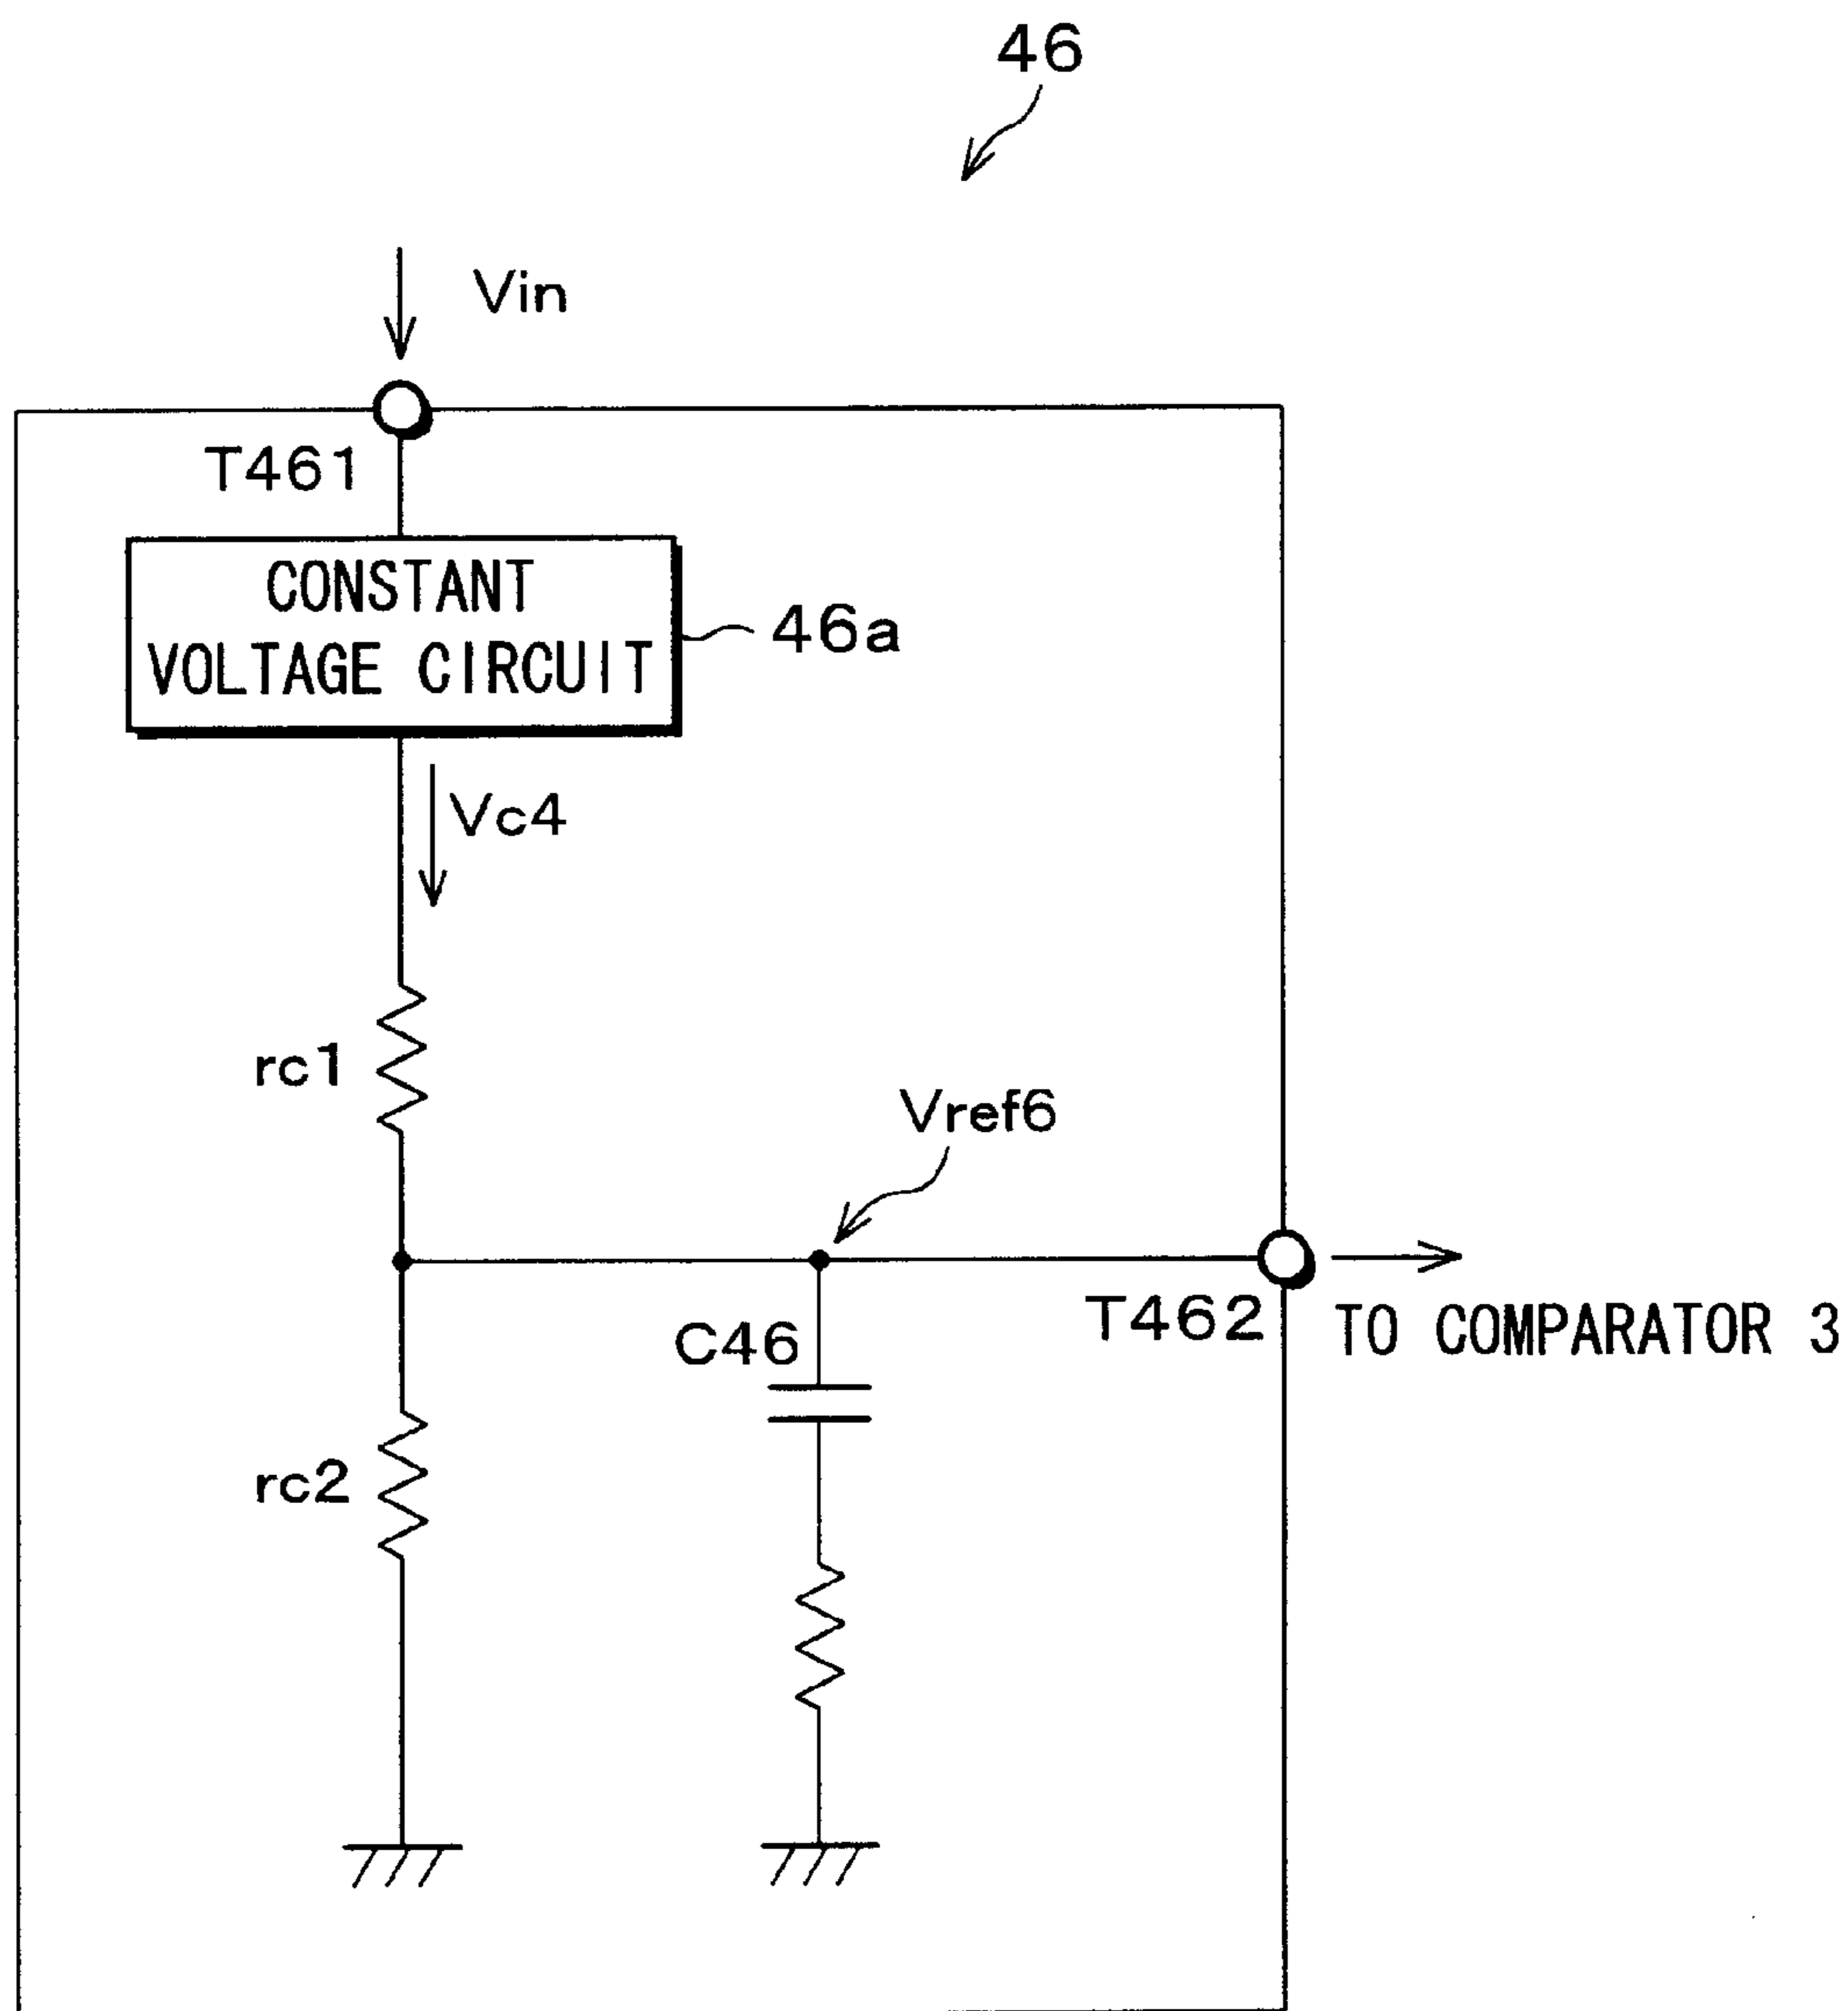 46
Vin
T461
CONSTANT
VOLTAGE CIRCUIT
46a
Vc4
rc1
Vref6
T462
TO COMPARATOR 3
C46
rc2